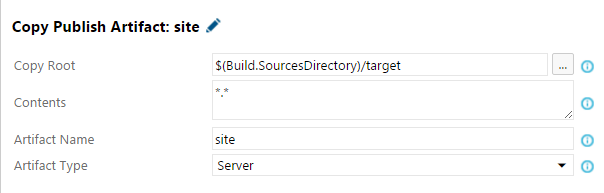 Copy Publish Artifact: site
Copy Root $(Build.SourcesDirectory)/target ...
Contents *.*
Artifact Name site
Artifact Type Server